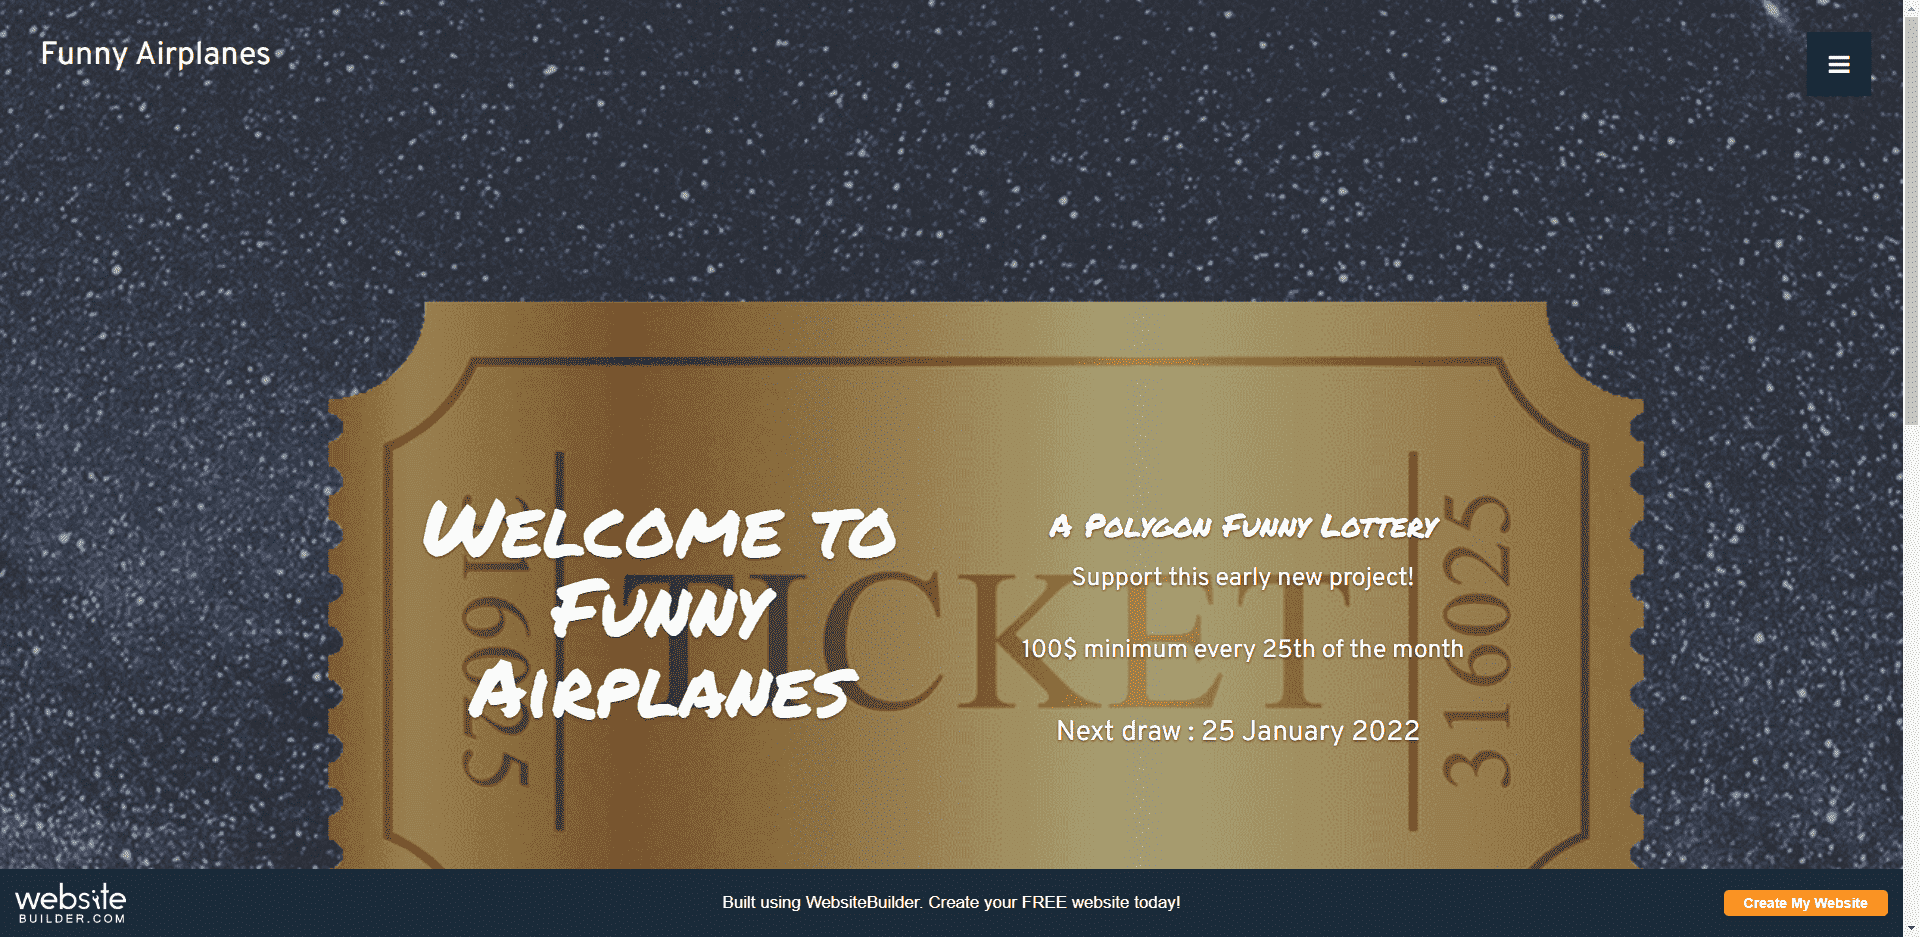 Funny Airplanes
Welcome to
Funny
Airplanes
A Polygon Funny Lottery
Support this early new project!
100$ minimum every 25th of the month
Next draw : 25 January 2022
TICKET
316025
316025
website
BUILDER.COM
Built using WebsiteBuilder. Create your FREE website today!
Create My Website